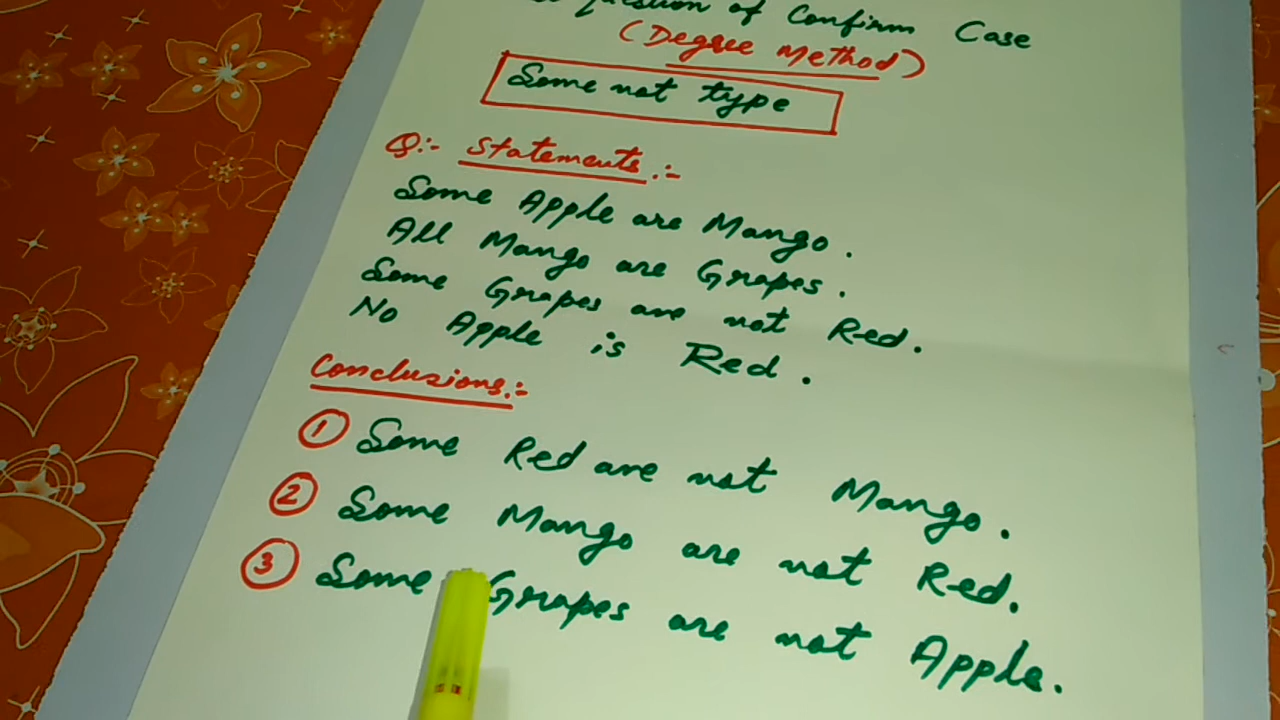 Question of Confirm Case
(Degree Method)
Some not type
Q:- Statements:-
Some Apple are Mango.
All Mango are Grapes.
Some Grapes are not Red.
No Apple is Red.
Conclusions:-
1 Some Red are not Mango.
2 Some Mango are not Red.
3 Some Grapes are not Apple.